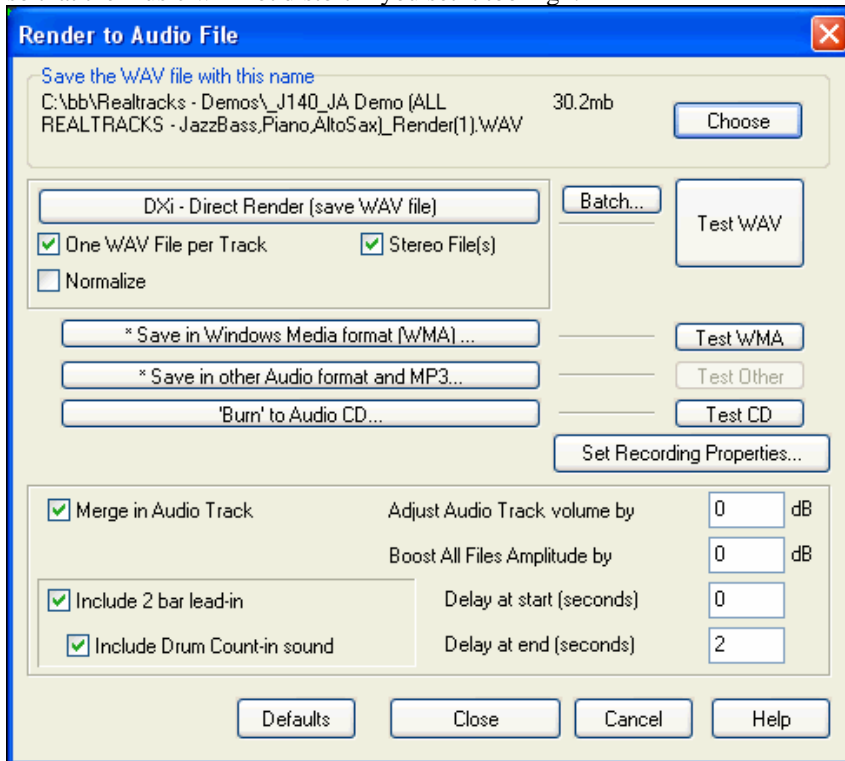 Render to Audio File
Save the WAV file with this name
C:\bb\Realtracks - Demos\_J140_JA Demo (ALL 30.2mb
REALTRACKS - JazzBass,Piano,AltoSax)_Render(1).WAV
Choose
DXi - Direct Render (save WAV file)
Batch...
Test WAV
One WAV File per Track
Stereo File(s)
Normalize
* Save in Windows Media format (WMA) ...
Test WMA
* Save in other Audio format and MP3...
Test Other
'Burn' to Audio CD...
Test CD
Set Recording Properties...
Merge in Audio Track
Adjust Audio Track volume by 0 dB
Boost All Files Amplitude by 0 dB
Include 2 bar lead-in
Delay at start (seconds) 0
Include Drum Count-in sound
Delay at end (seconds) 2
Defaults
Close
Cancel
Help